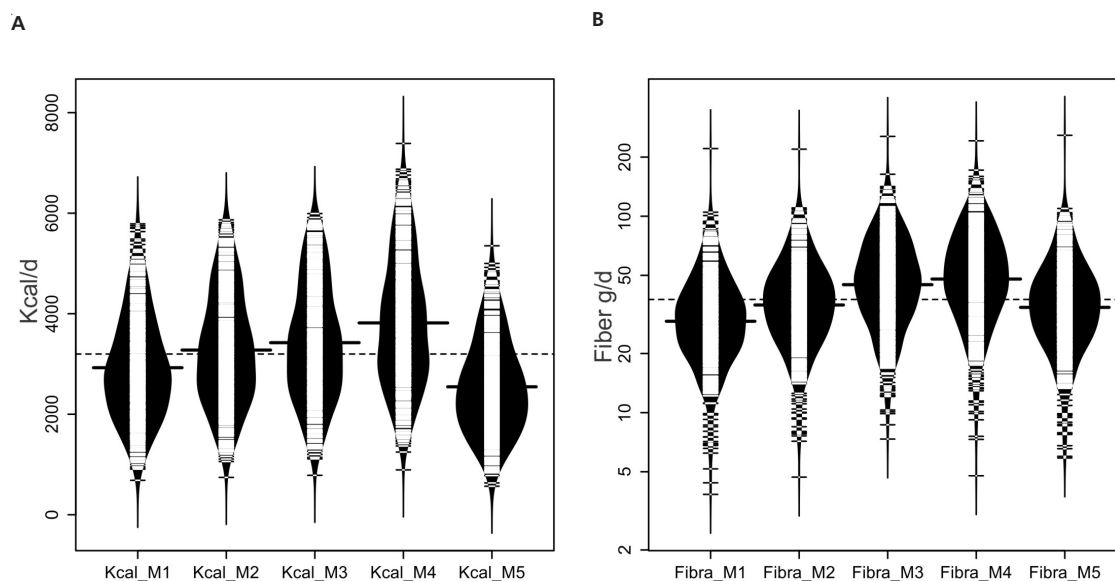 A
Kcal/d
8000
6000
4000
2000
0
Kcal_M1 Kcal_M2 Kcal_M3 Kcal_M4 Kcal_M5
B
Fiber g/d
200
100
50
20
10
5
2
Fibra_M1 Fibra_M2 Fibra_M3 Fibra_M4 Fibra_M5